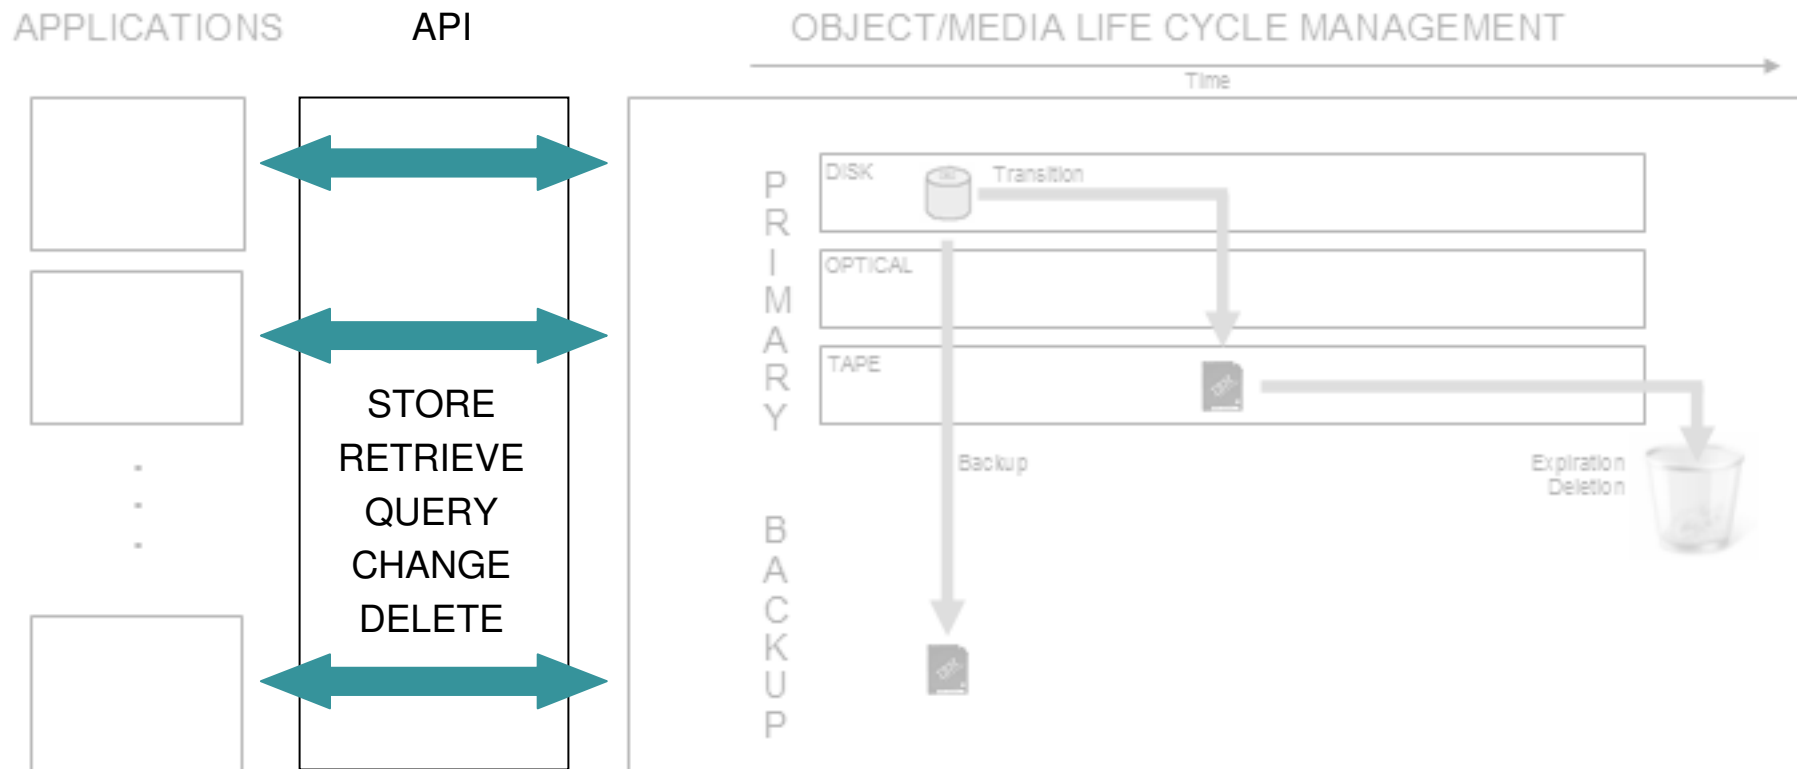 APPLICATIONS
API
OBJECT/MEDIA LIFE CYCLE MANAGEMENT
Time
PRIMARY
DISK
Transition
OPTICAL
TAPE
STORE
RETRIEVE
QUERY
CHANGE
DELETE
Backup
Expiration
Deletion
BACKUP